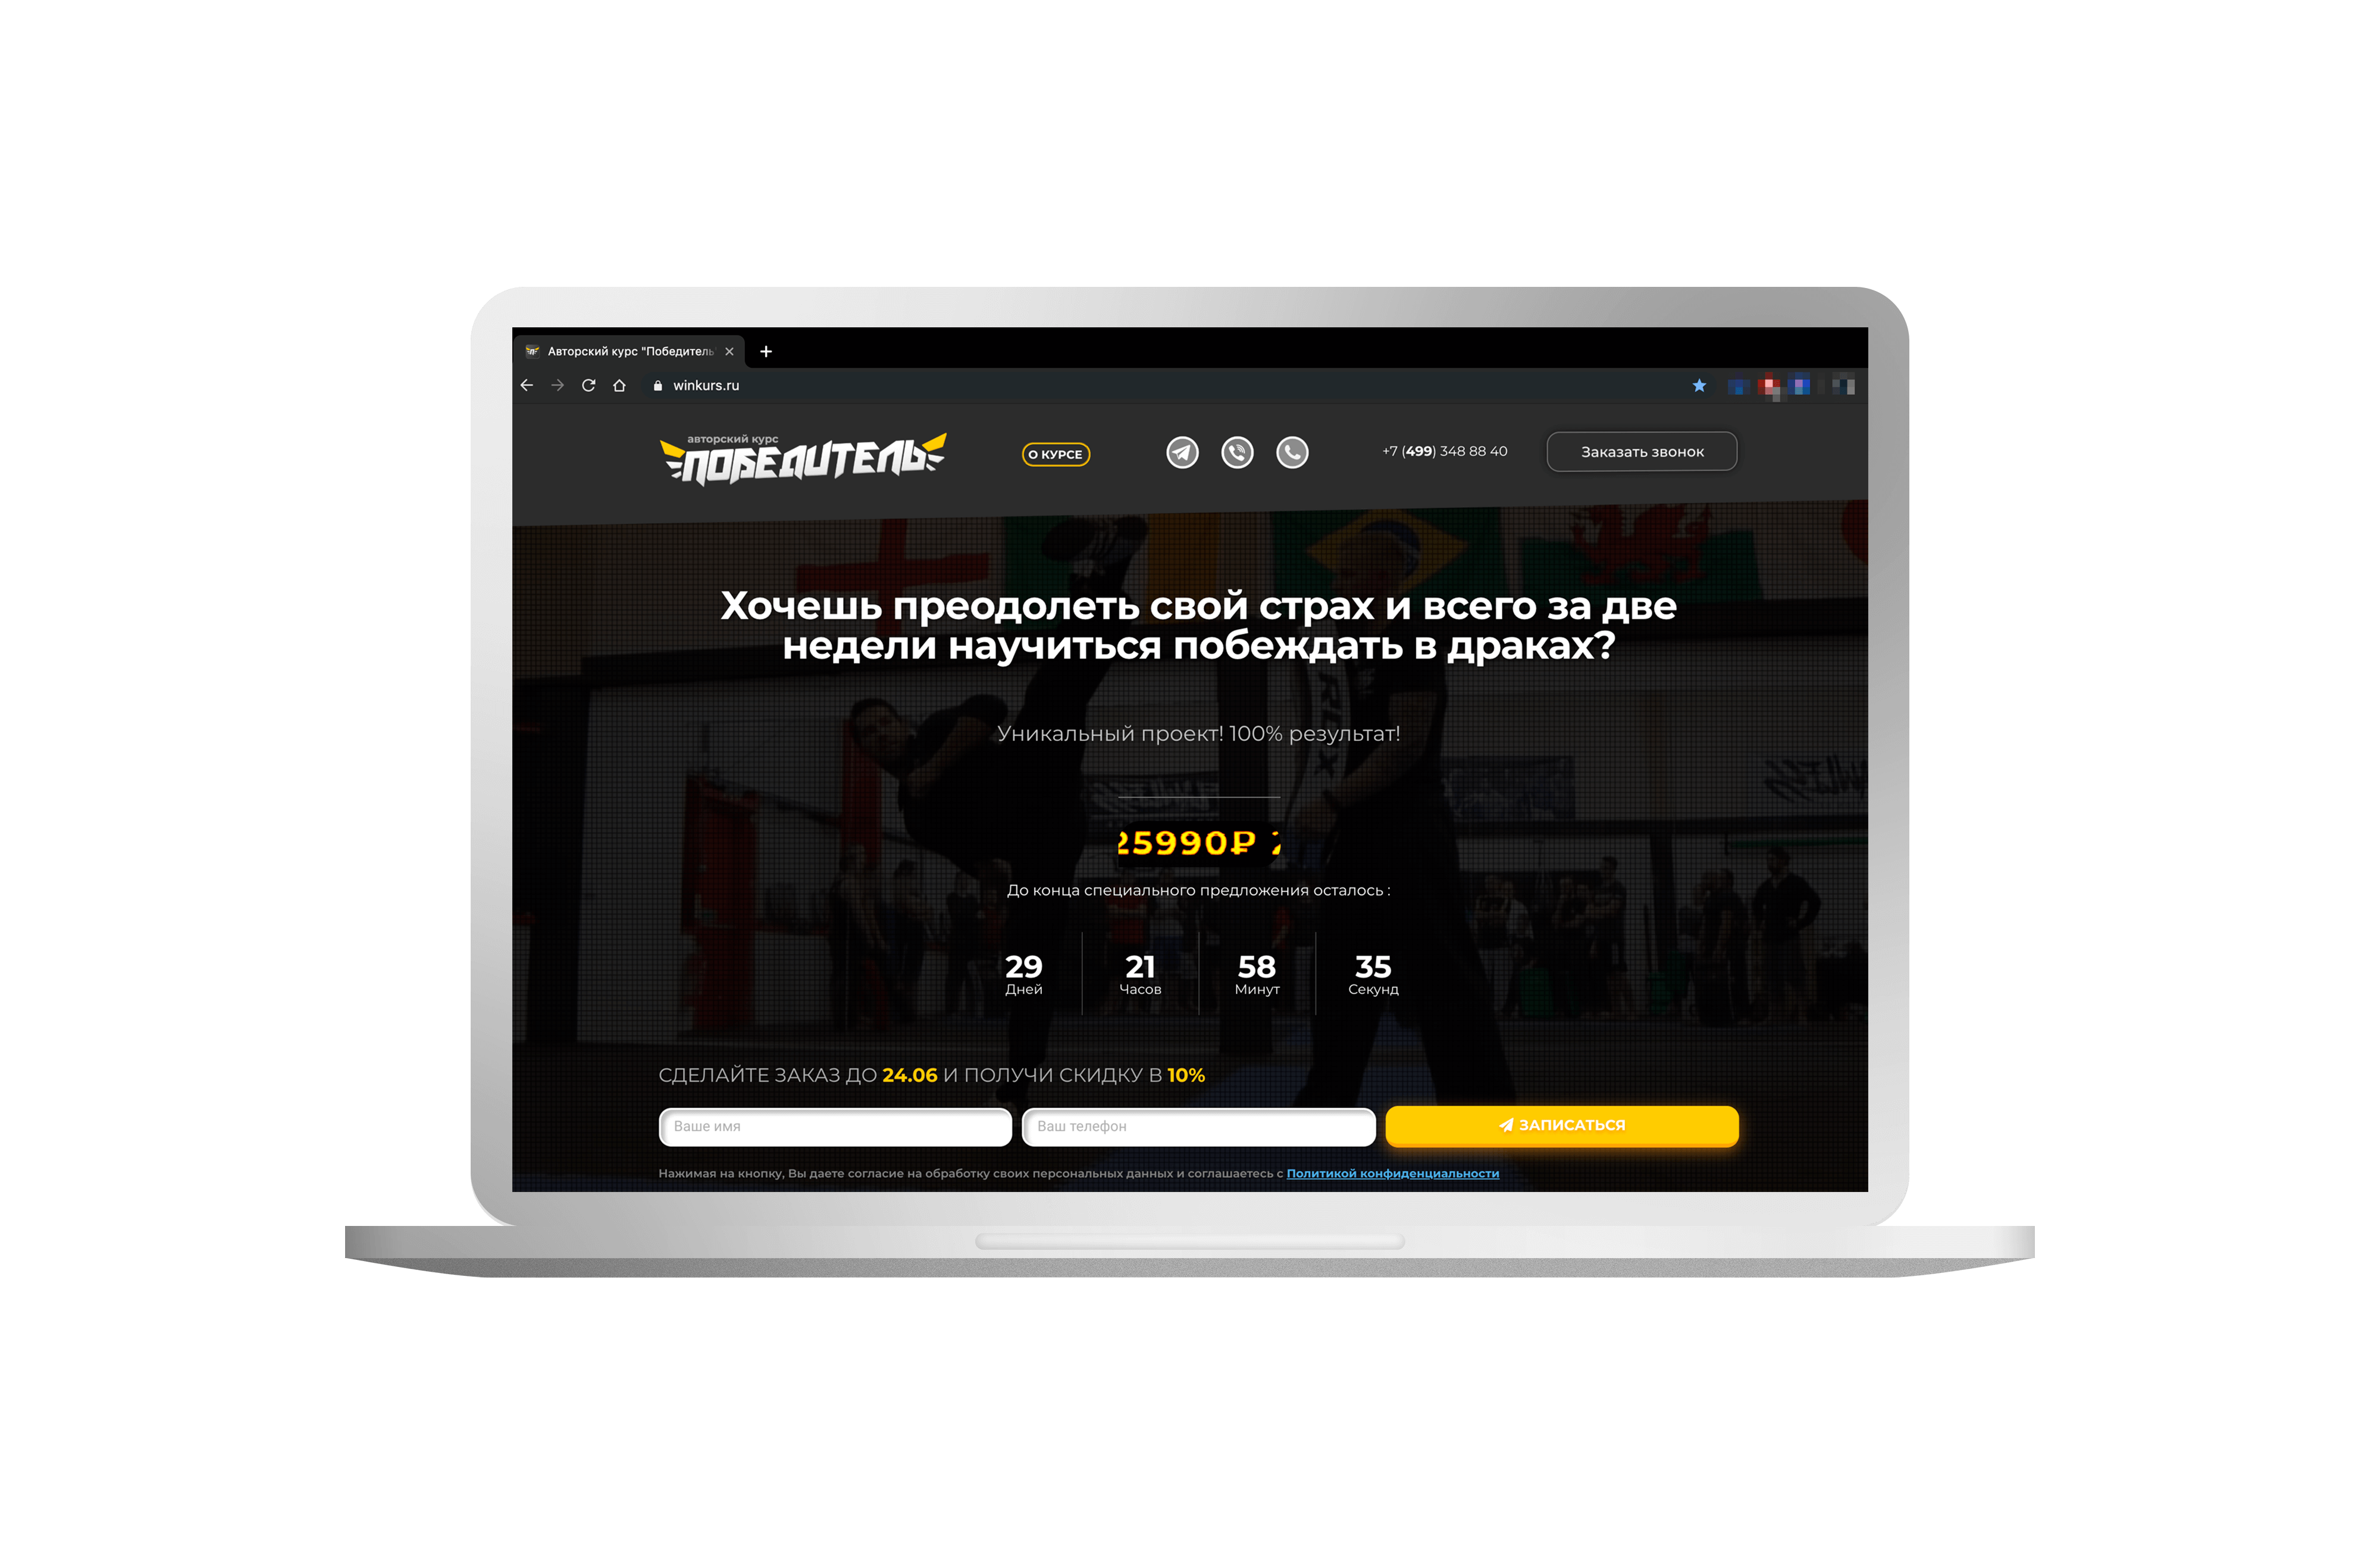 Авторский курс "Победитель"
winkurs.ru
авторский курс
ПОБЕДИТЕЛЬ
О КУРСЕ
+7 (499) 348 88 40
Заказать звонок
Хочешь преодолеть свой страх и всего за две
недели научиться побеждать в драках?
RDX
Уникальный проект! 100% результат!
25990₽ 2
До конца специального предложения осталось :
29 21 58 35
Дней Часов Минут Секунд
СДЕЛАЙТЕ ЗАКАЗ ДО 24.06 И ПОЛУЧИ СКИДКУ В 10%
Ваше имя Ваш телефон ЗАПИСАТЬСЯ
Нажимая на кнопку, Вы даете согласие на обработку своих персональных данных и соглашаетесь с Политикой конфиденциальности